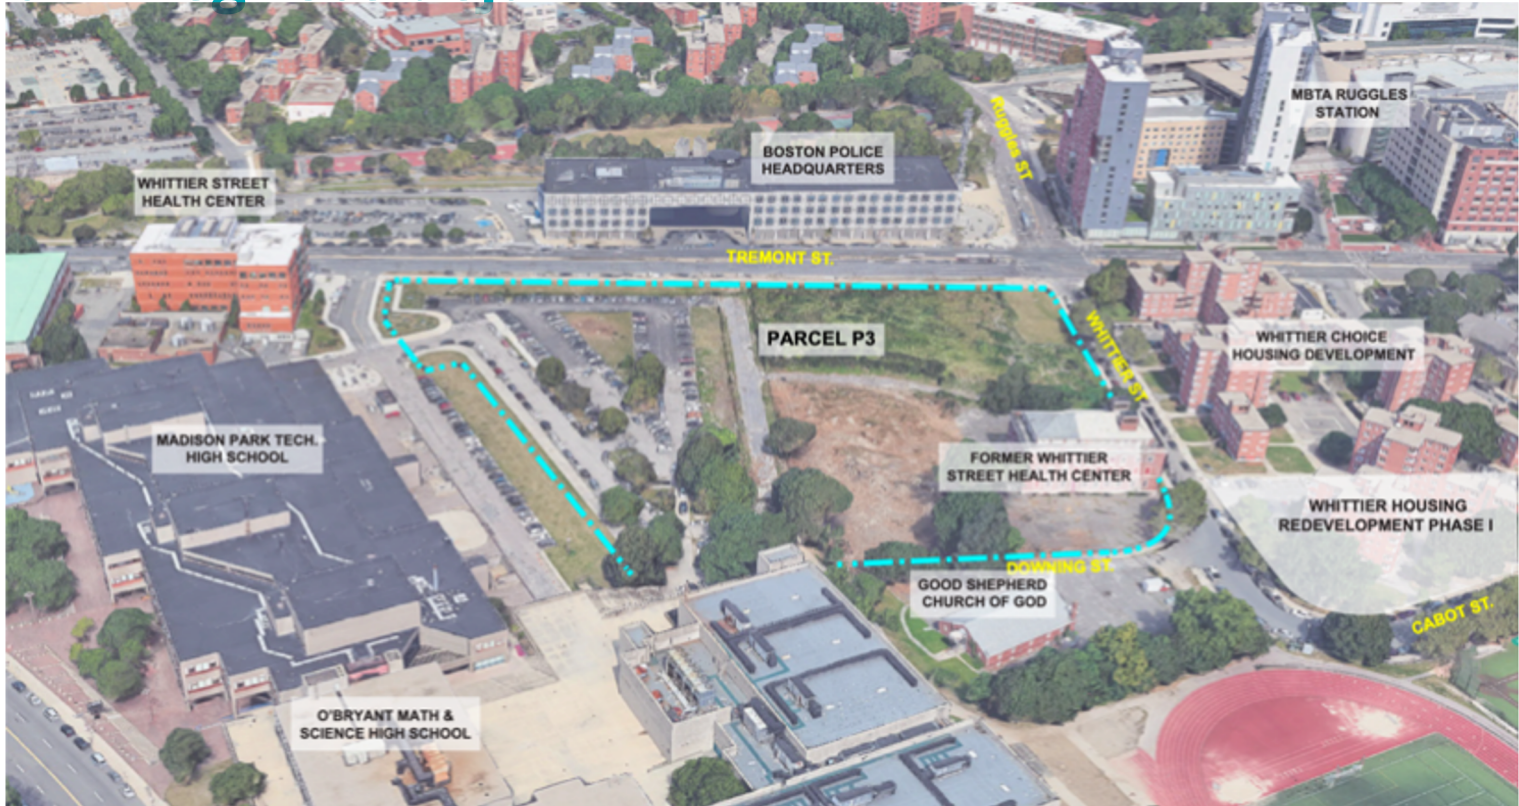 Ruggles ST
MBTA RUGGLES
STATION
BOSTON POLICE
HEADQUARTERS
WHITTIER STREET
HEALTH CENTER
TREMONT ST.
PARCEL P3
WHITTIER ST
WHITTIER CHOICE
HOUSING DEVELOPMENT
MADISON PARK TECH.
HIGH SCHOOL
FORMER WHITTIER
STREET HEALTH CENTER
WHITTIER HOUSING
REDEVELOPMENT PHASE I
DOWNING ST.
GOOD SHEPHERD
CHURCH OF GOD
CABOT ST.
O'BRYANT MATH &
SCIENCE HIGH SCHOOL